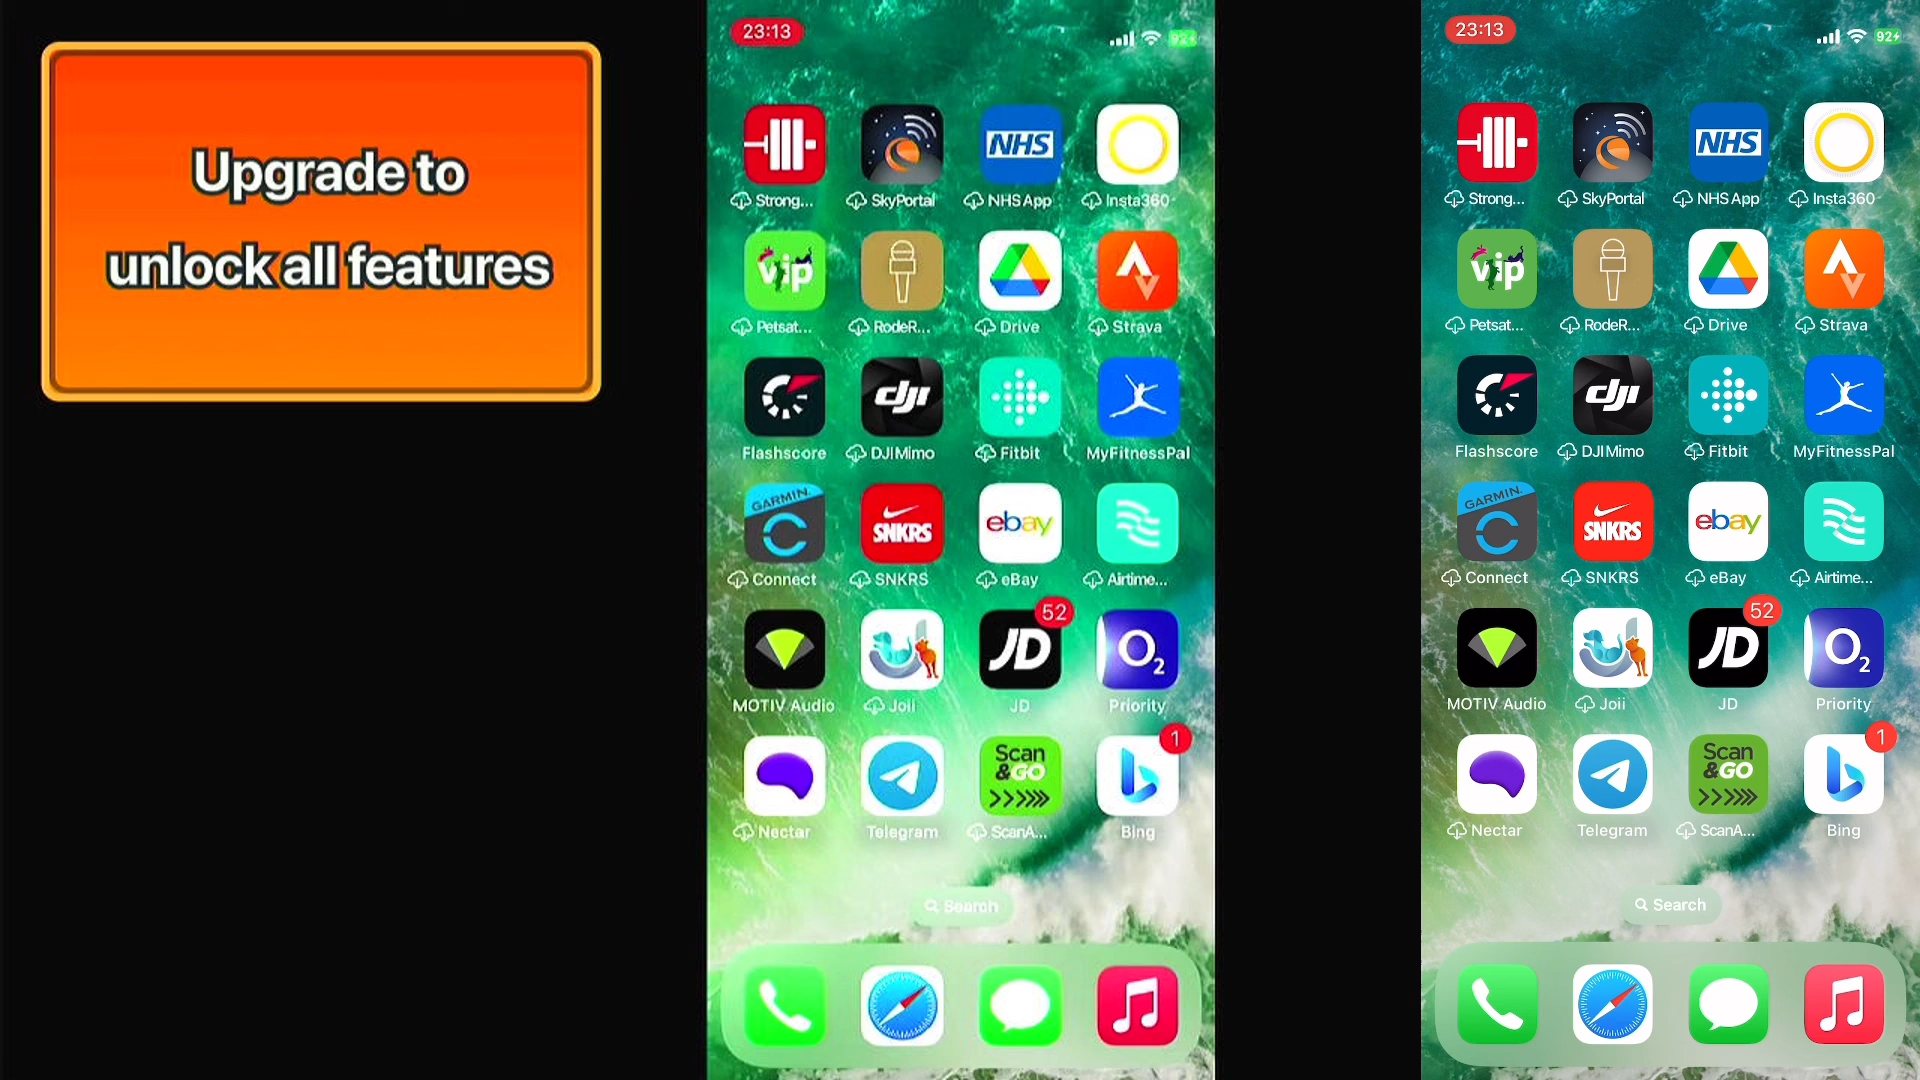 Upgrade to
unlock all features
23:13
92
Strong...
SkyPortal
NHS
NHS App
Insta360
vip
Petsat...
RodeR...
Drive
Strava
Flashscore
dji
DJI Mimo
Fitbit
MyFitnessPal
GARMIN.
Connect
SNKRS
SNKRS
ebay
eBay
Airtime...
MOTIV Audio
Joii
52
JD
JD
O2
Priority
Nectar
Telegram
Scan
&GO
ScanA...
1
Bing
Search
23:13
92
Strong...
SkyPortal
NHS
NHS App
Insta360
vip
Petsat...
RodeR...
Drive
Strava
Flashscore
dji
DJI Mimo
Fitbit
MyFitnessPal
GARMIN.
Connect
SNKRS
SNKRS
ebay
eBay
Airtime...
MOTIV Audio
Joii
52
JD
JD
O2
Priority
Nectar
Telegram
Scan
&GO
ScanA...
1
Bing
Search